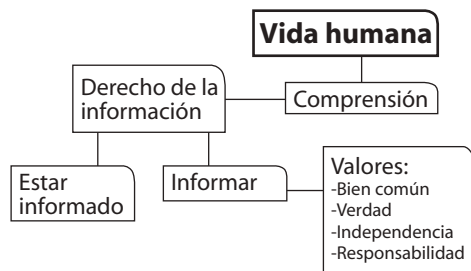 Vida humana
Derecho de la
información
Comprensión
Estar
informado
Informar
Valores:
-Bien común
-Verdad
-Independencia
-Responsabilidad